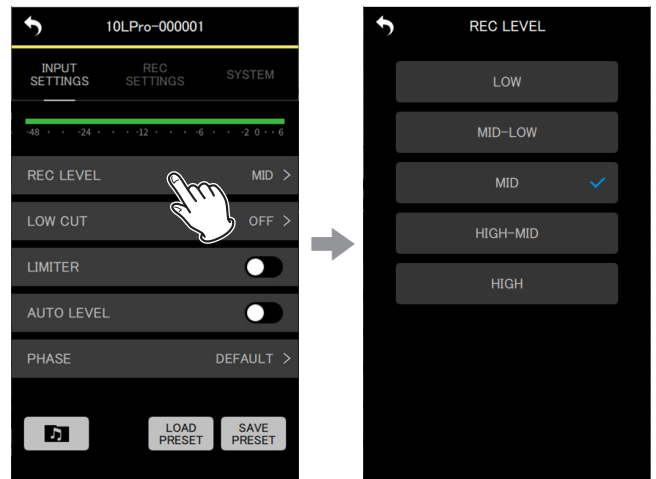 10LPro-000001
INPUT
SETTINGS
REC
SETTINGS
SYSTEM
-48 · · -24 · · -12 · · · -6 · · -2 0 · · 6
REC LEVEL MID >
LOW CUT OFF >
LIMITER
AUTO LEVEL
PHASE DEFAULT >
LOAD
PRESET
SAVE
PRESET
REC LEVEL
LOW
MID-LOW
MID
HIGH-MID
HIGH